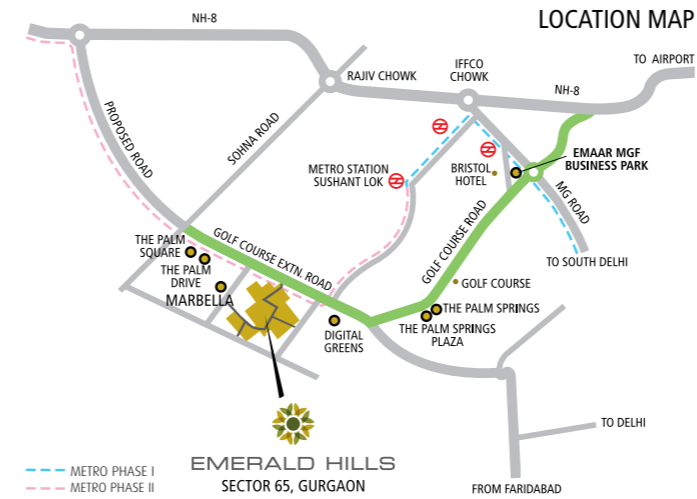 LOCATION MAP
NH-8
IFFCO
CHOWK
TO AIRPORT
RAJIV CHOWK
NH-8
PROPOSED ROAD
SOHNA ROAD
METRO STATION
SUSHANT LOK
BRISTOL
HOTEL
EMAAR MGF
BUSINESS PARK
MG ROAD
TO SOUTH DELHI
GOLF COURSE ROAD
GOLF COURSE EXTN. ROAD
THE PALM
SQUARE
THE PALM
DRIVE
MARBELLA
GOLF COURSE
THE PALM SPRINGS
THE PALM SPRINGS
PLAZA
DIGITAL
GREENS
TO DELHI
EMERALD HILLS
SECTOR 65, GURGAON
METRO PHASE I
METRO PHASE II
FROM FARIDABAD